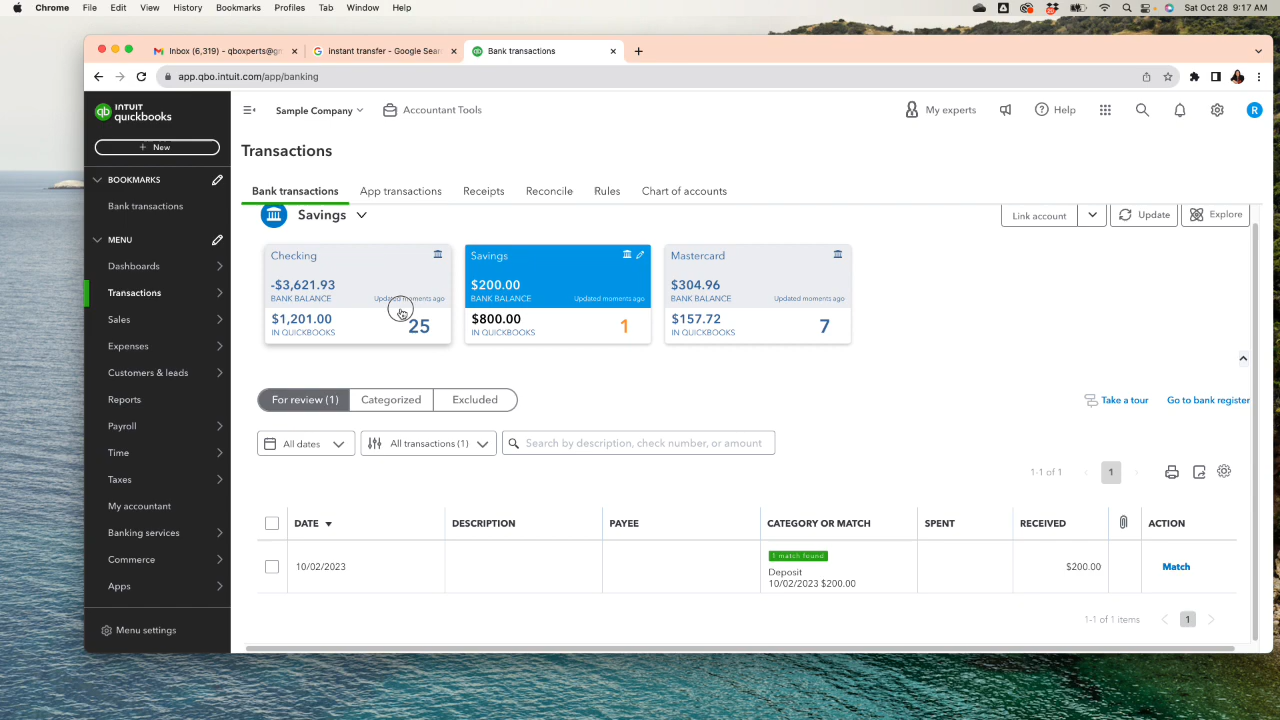 Chrome File Edit View History Bookmarks Profiles Tab Window Help Sat Oct 28 9:17 AM
Inbox (6,319) - qboxperts@gm instant transfer - Google Sear Bank transactions
app.qbo.intuit.com/app/banking
INTUIT
quickbooks
qb
Sample Company Accountant Tools My experts Help R
+ New
Transactions
BOOKMARKS
Bank transactions
Bank transactions App transactions Receipts Reconcile Rules Chart of accounts
MENU
Dashboards
Transactions
Sales
Expenses
Customers & leads
Reports
Payroll
Time
Taxes
My accountant
Banking services
Commerce
Apps
Menu settings
Savings Link account Update Explore
Checking
-$3,621.93
BANK BALANCE Updated moments ago
$1,201.00
IN QUICKBOOKS 25
Savings
$200.00
BANK BALANCE Updated moments ago
$800.00
IN QUICKBOOKS 1
Mastercard
$304.96
BANK BALANCE Updated moments ago
$157.72
IN QUICKBOOKS 7
For review (1) Categorized Excluded Take a tour Go to bank register
All dates All transactions (1) Search by description, check number, or amount
1-1 of 1 1
DATE DESCRIPTION PAYEE CATEGORY OR MATCH SPENT RECEIVED ACTION
10/02/2023 1 match found $200.00 Match
Deposit
10/02/2023 $200.00
1-1 of 1 items 1